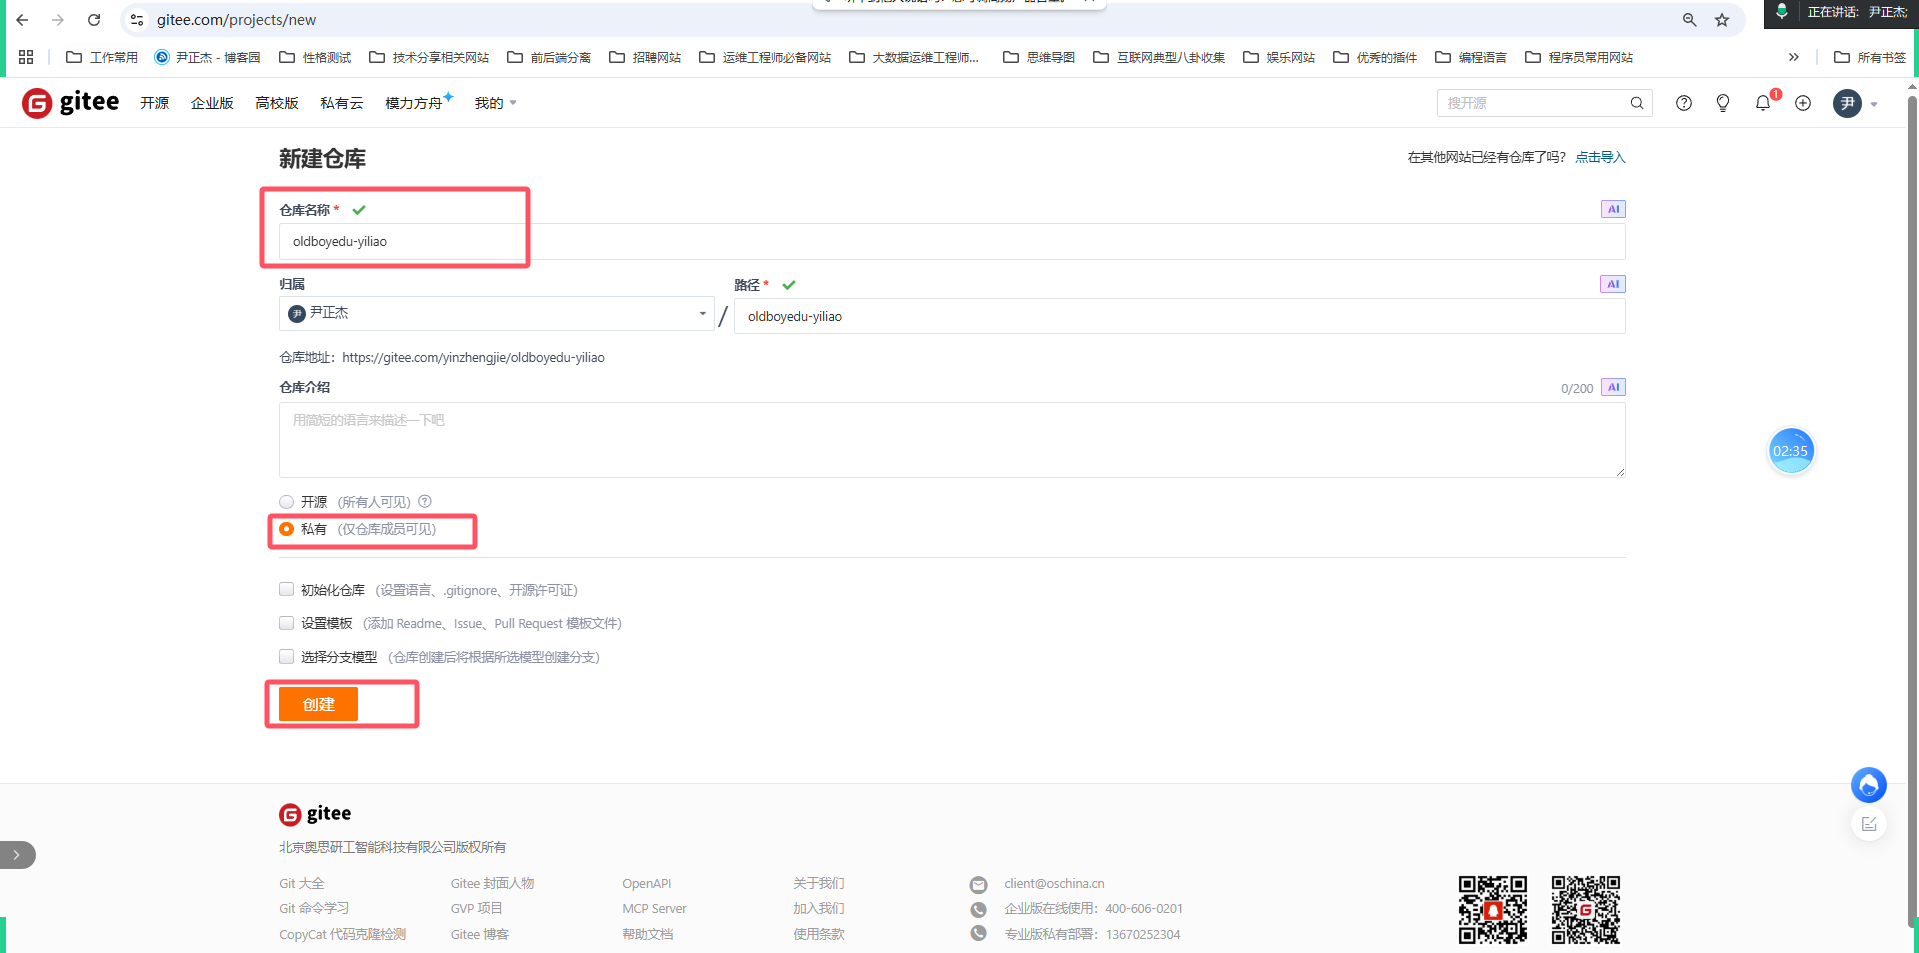 gitee.com/projects/new
正在讲话: 尹正杰;
工作常用 尹正杰 - 博客园 性格测试 技术分享相关网站 前后端分离 招聘网站 运维工程师必备网站 大数据运维工程师... 思维导图 互联网典型八卦收集 娱乐网站 优秀的插件 编程语言 程序员常用网站 » 所有书签
gitee 开源 企业版 高校版 私有云 模力方舟 我的 搜开源 1 尹
新建仓库
在其他网站已经有仓库了吗? 点击导入
仓库名称 * AI
oldboyedu-yiliao
归属 路径 * AI
尹 尹正杰 / oldboyedu-yiliao
仓库地址：https://gitee.com/yinzhengjie/oldboyedu-yiliao
仓库介绍 0/200 AI
用简短的语言来描述一下吧
02:35
开源 (所有人可见)
私有 (仅仓库成员可见)
初始化仓库 (设置语言、.gitignore、开源许可证)
设置模板 (添加 Readme、Issue、Pull Request 模板文件)
选择分支模型 (仓库创建后将根据所选模型创建分支)
创建
gitee
北京奥思研工智能科技有限公司版权所有
Git 大全 Gitee 封面人物 OpenAPI 关于我们 client@oschina.cn
Git 命令学习 GVP 项目 MCP Server 加入我们 企业版在线使用：400-606-0201
CopyCat 代码克隆检测 Gitee 博客 帮助文档 使用条款 专业版私有部署：13670252304